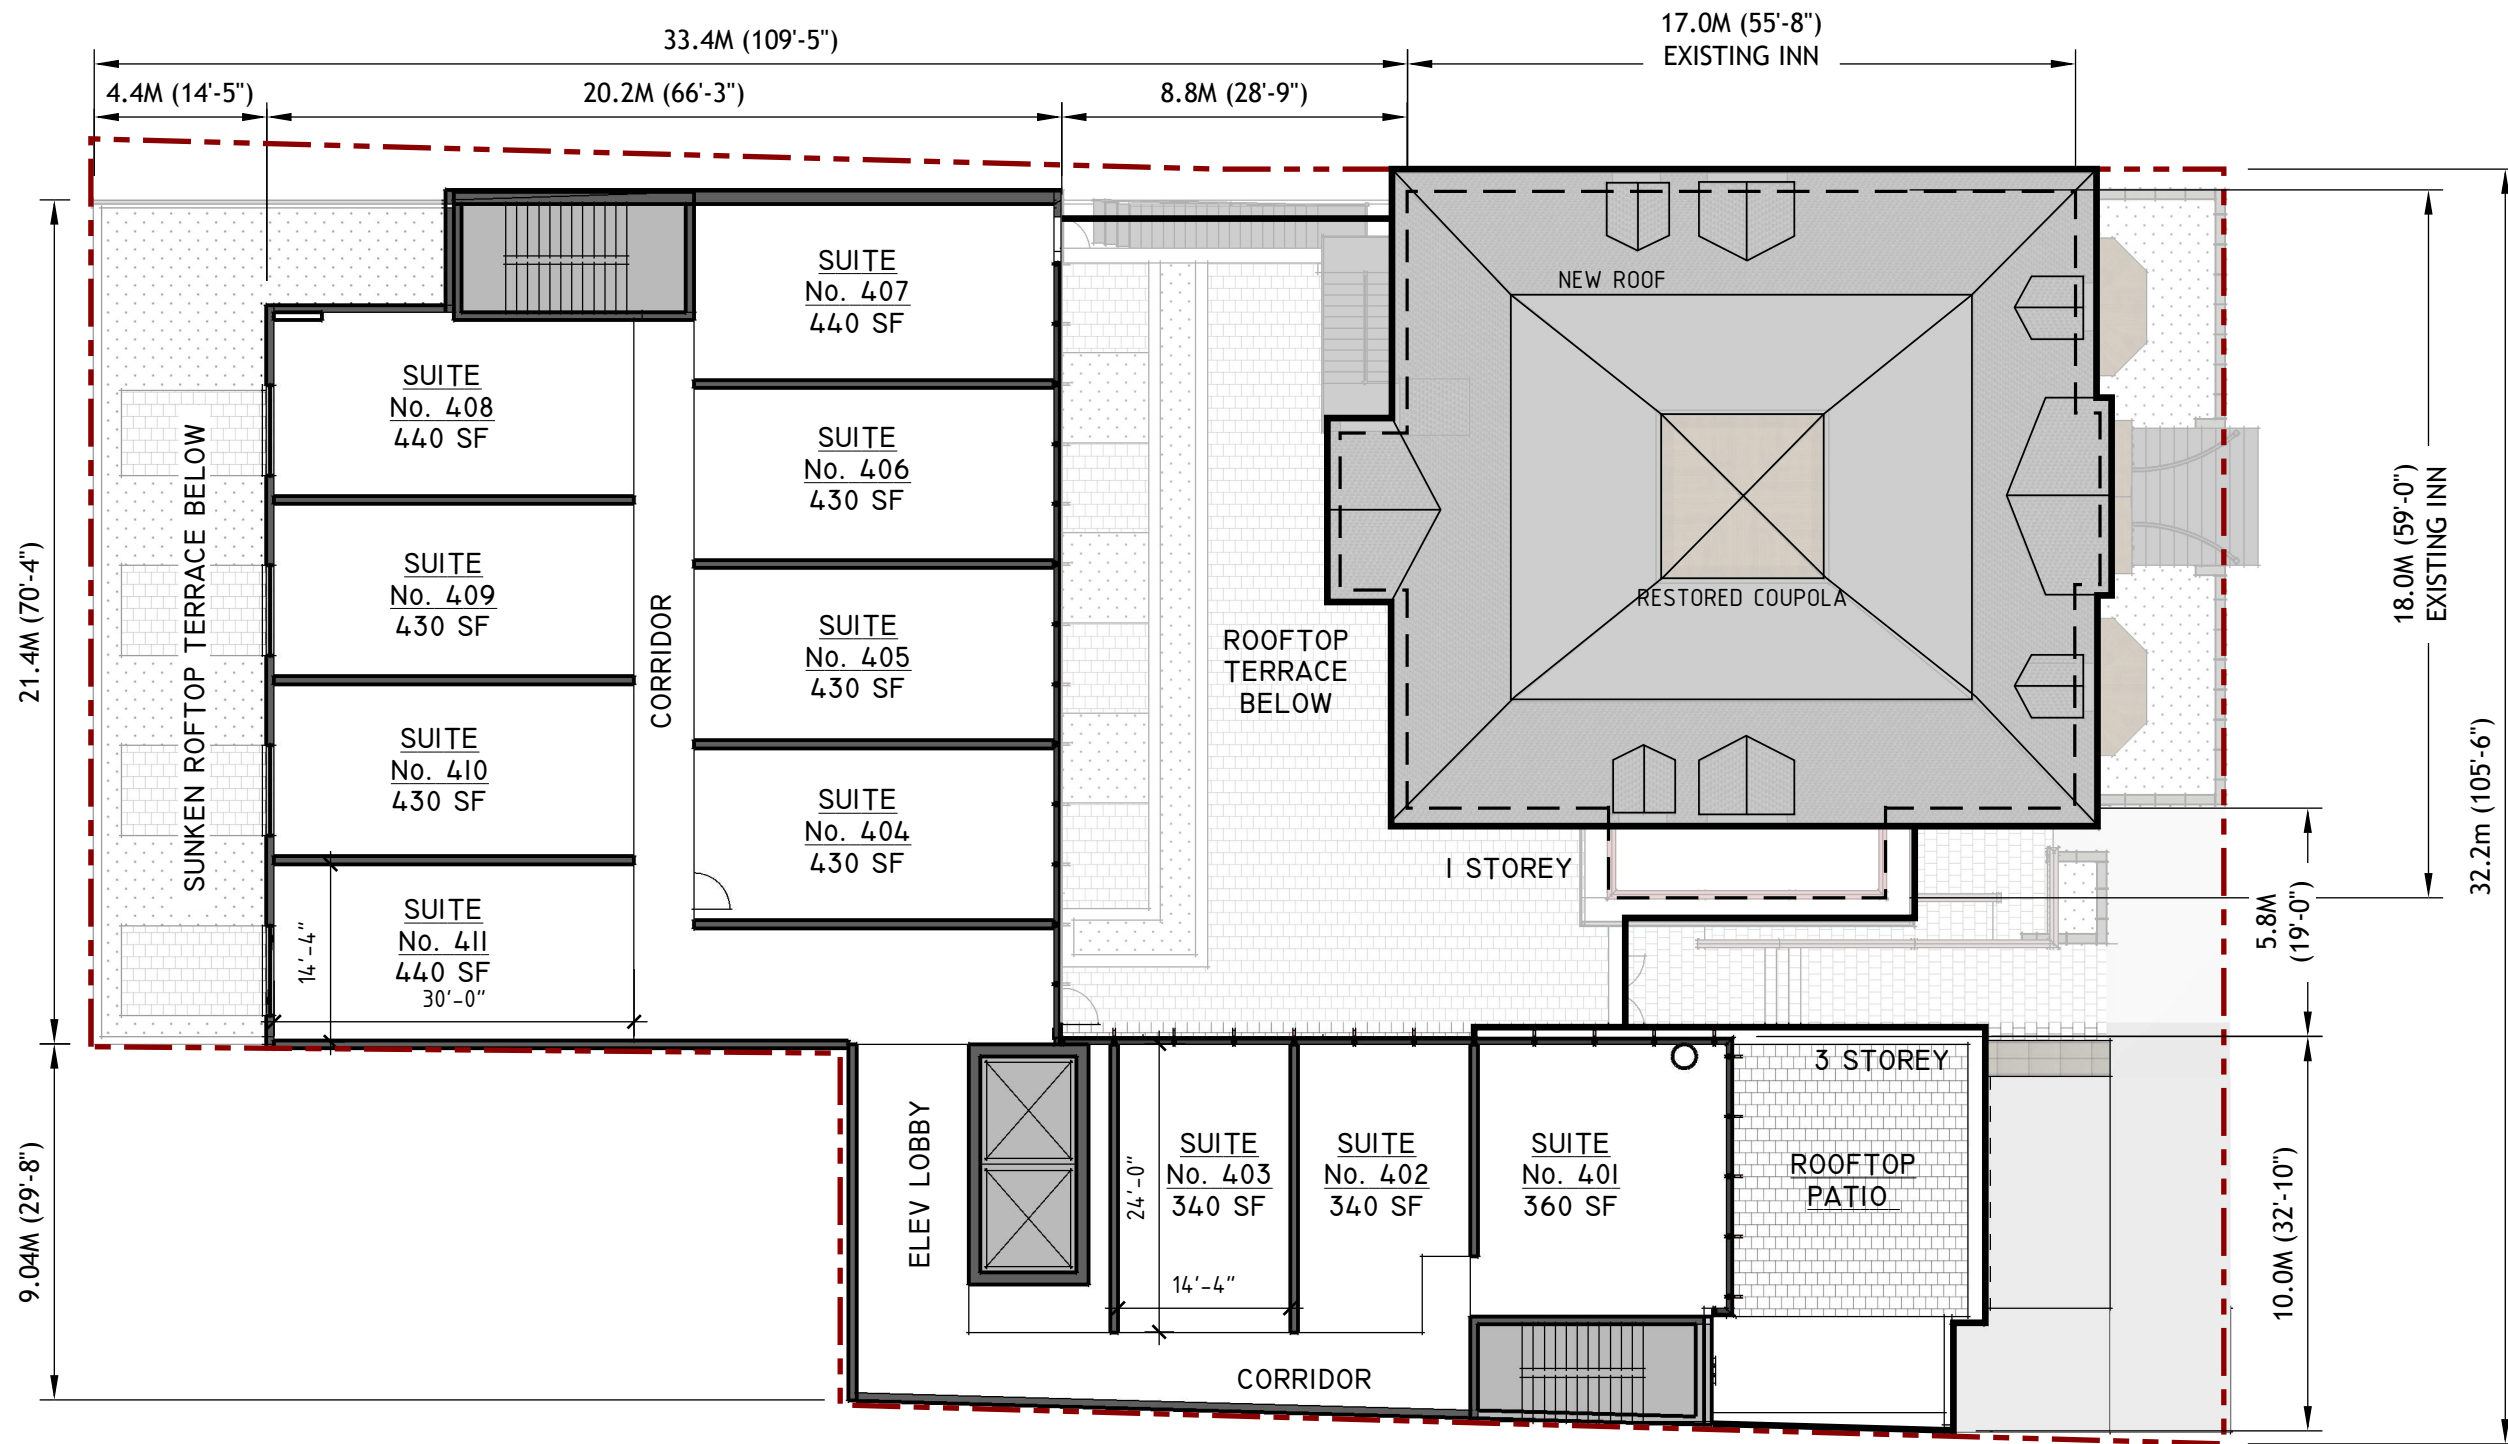 17.0M (55'-8")
EXISTING INN
33.4M (109'-5")
4.4M (14'-5")
20.2M (66'-3")
8.8M (28'-9")
SUITE
No. 407
440 SF
NEW ROOF
SUITE
No. 408
440 SF
SUITE
No. 406
430 SF
SUNKEN ROFTOP TERRACE BELOW
21.4M (70'-4")
18.0M (59'-0")
EXISTING INN
SUITE
No. 409
430 SF
CORRIDOR
SUITE
No. 405
430 SF
RESTORED COUPOLA
ROOFTOP
TERRACE
BELOW
SUITE
No. 410
430 SF
SUITE
No. 404
430 SF
32.2m (105'-6")
1 STOREY
SUITE
No. 411
440 SF
14'-4"
30'-0"
5.8M
(19'-0")
3 STOREY
9.04M (29'-8")
ELEV LOBBY
24'-0"
SUITE
No. 403
340 SF
SUITE
No. 402
340 SF
SUITE
No. 401
360 SF
ROOFTOP
PATIO
10.0M (32'-10")
14'-4"
CORRIDOR